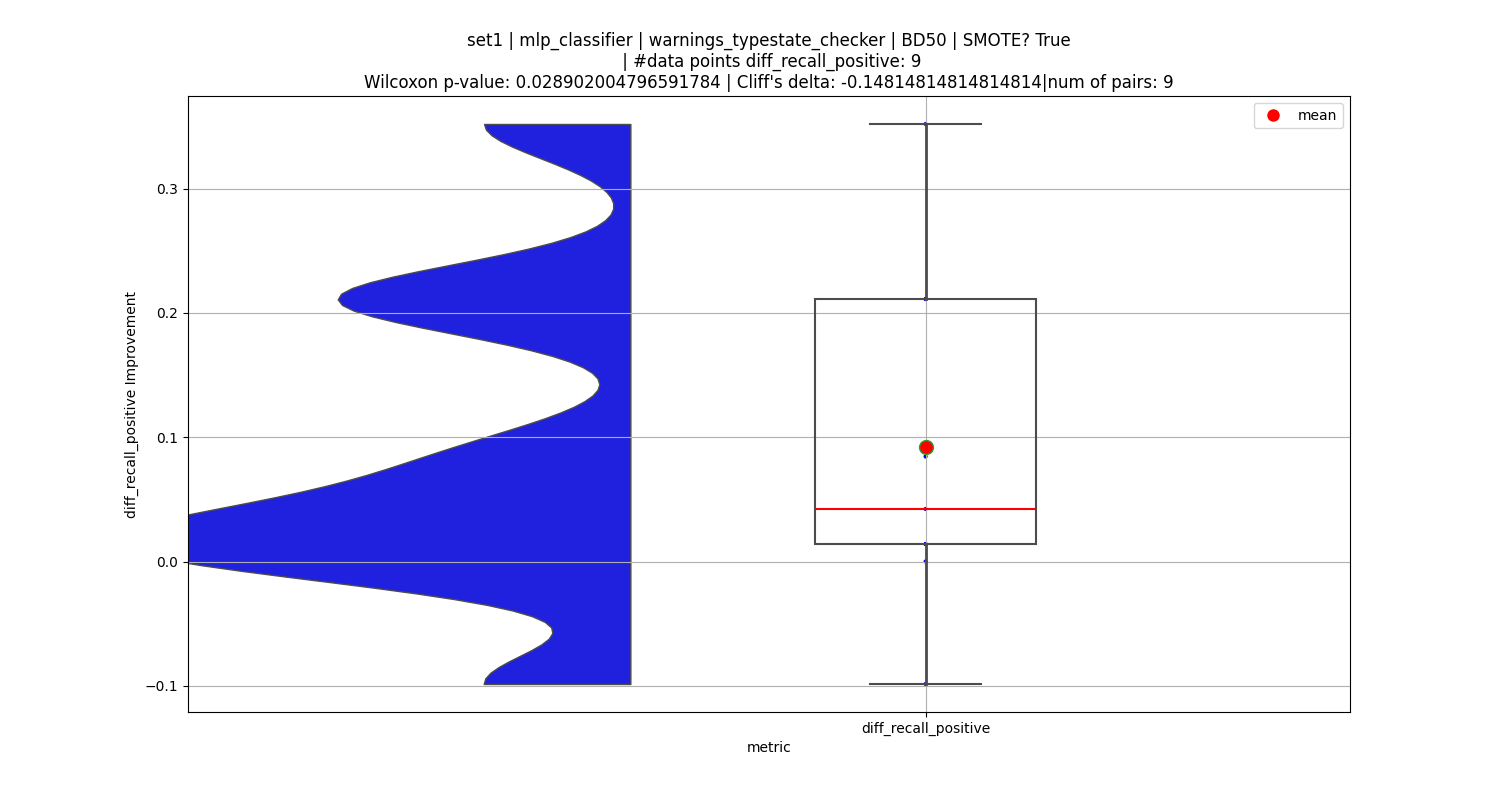 set1 | mlp_classifier | warnings_typestate_checker | BD50 | SMOTE? True
| #data points diff_recall_positive: 9
Wilcoxon p-value: 0.028902004796591784 | Cliff's delta: -0.14814814814814814|num of pairs: 9
mean
0.3
0.2
0.1
0.0
−0.1
diff_recall_positive Improvement
diff_recall_positive
metric